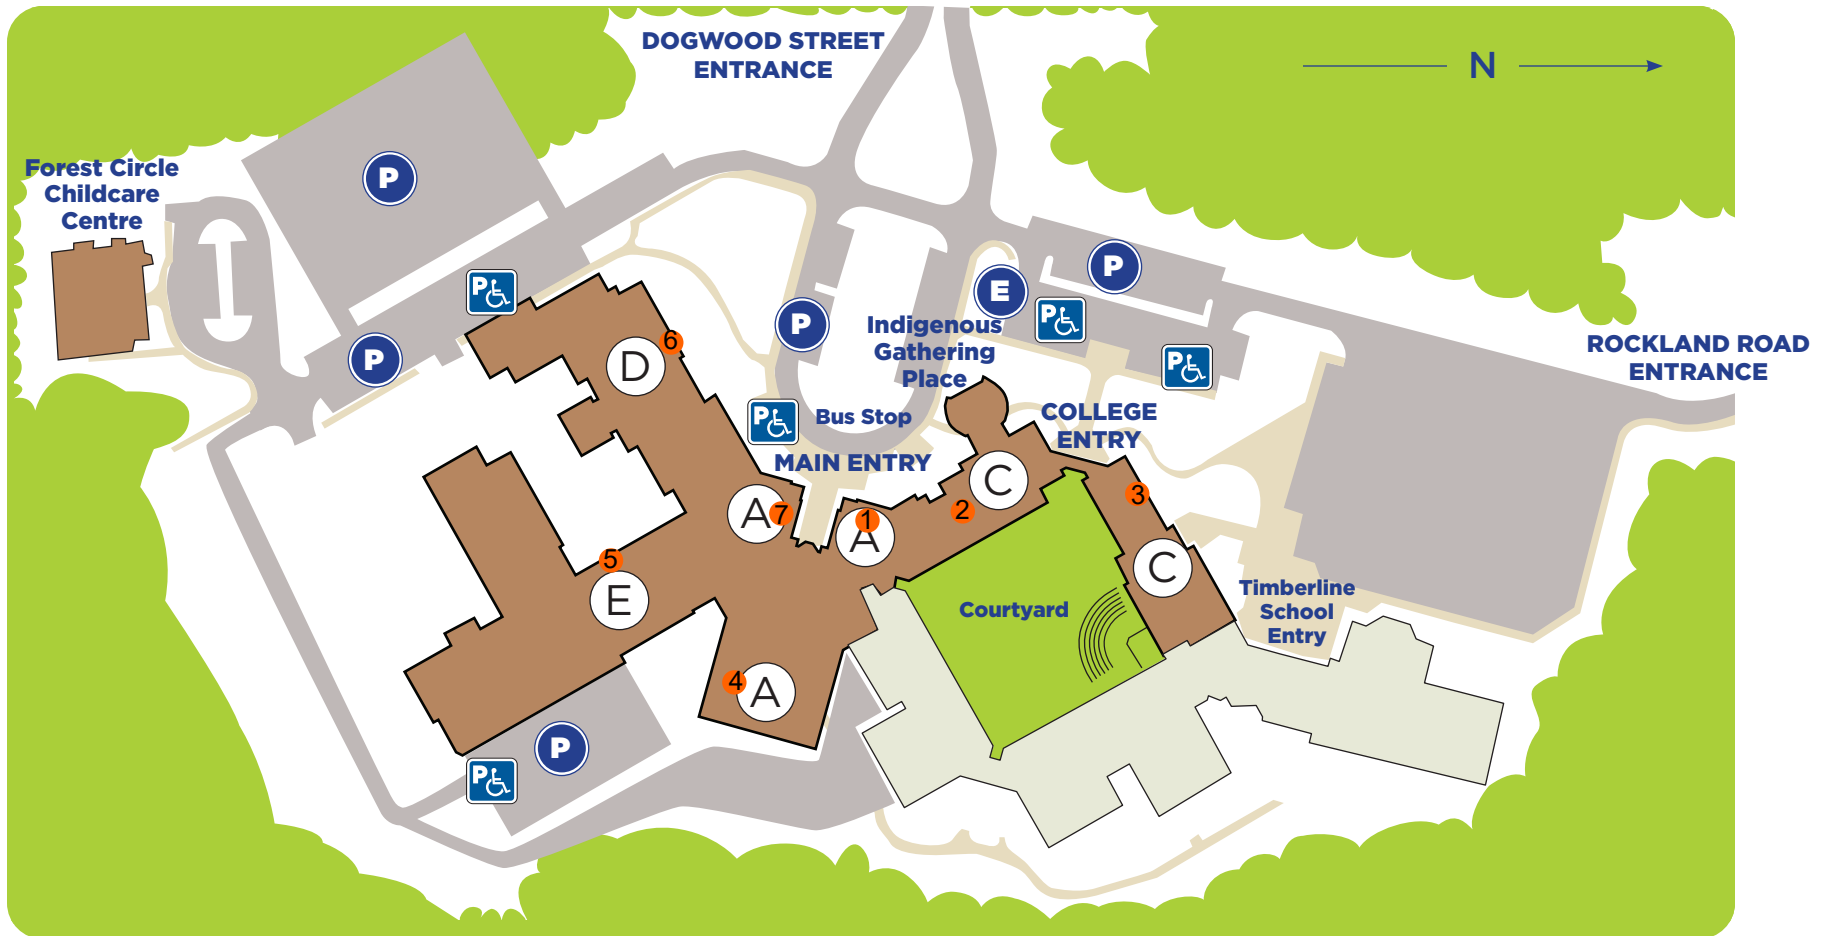 DOGWOOD STREET
ENTRANCE
N
Forest Circle
Childcare
Centre
P
P
P
E
P
P
P
Indigenous
Gathering
Place
P
P
ROCKLAND ROAD
ENTRANCE
6
D
P
Bus Stop
COLLEGE
ENTRY
MAIN ENTRY
C
3
2
A
7
1
A
5
E
C
Courtyard
Timberline
School
Entry
4
A
P
P